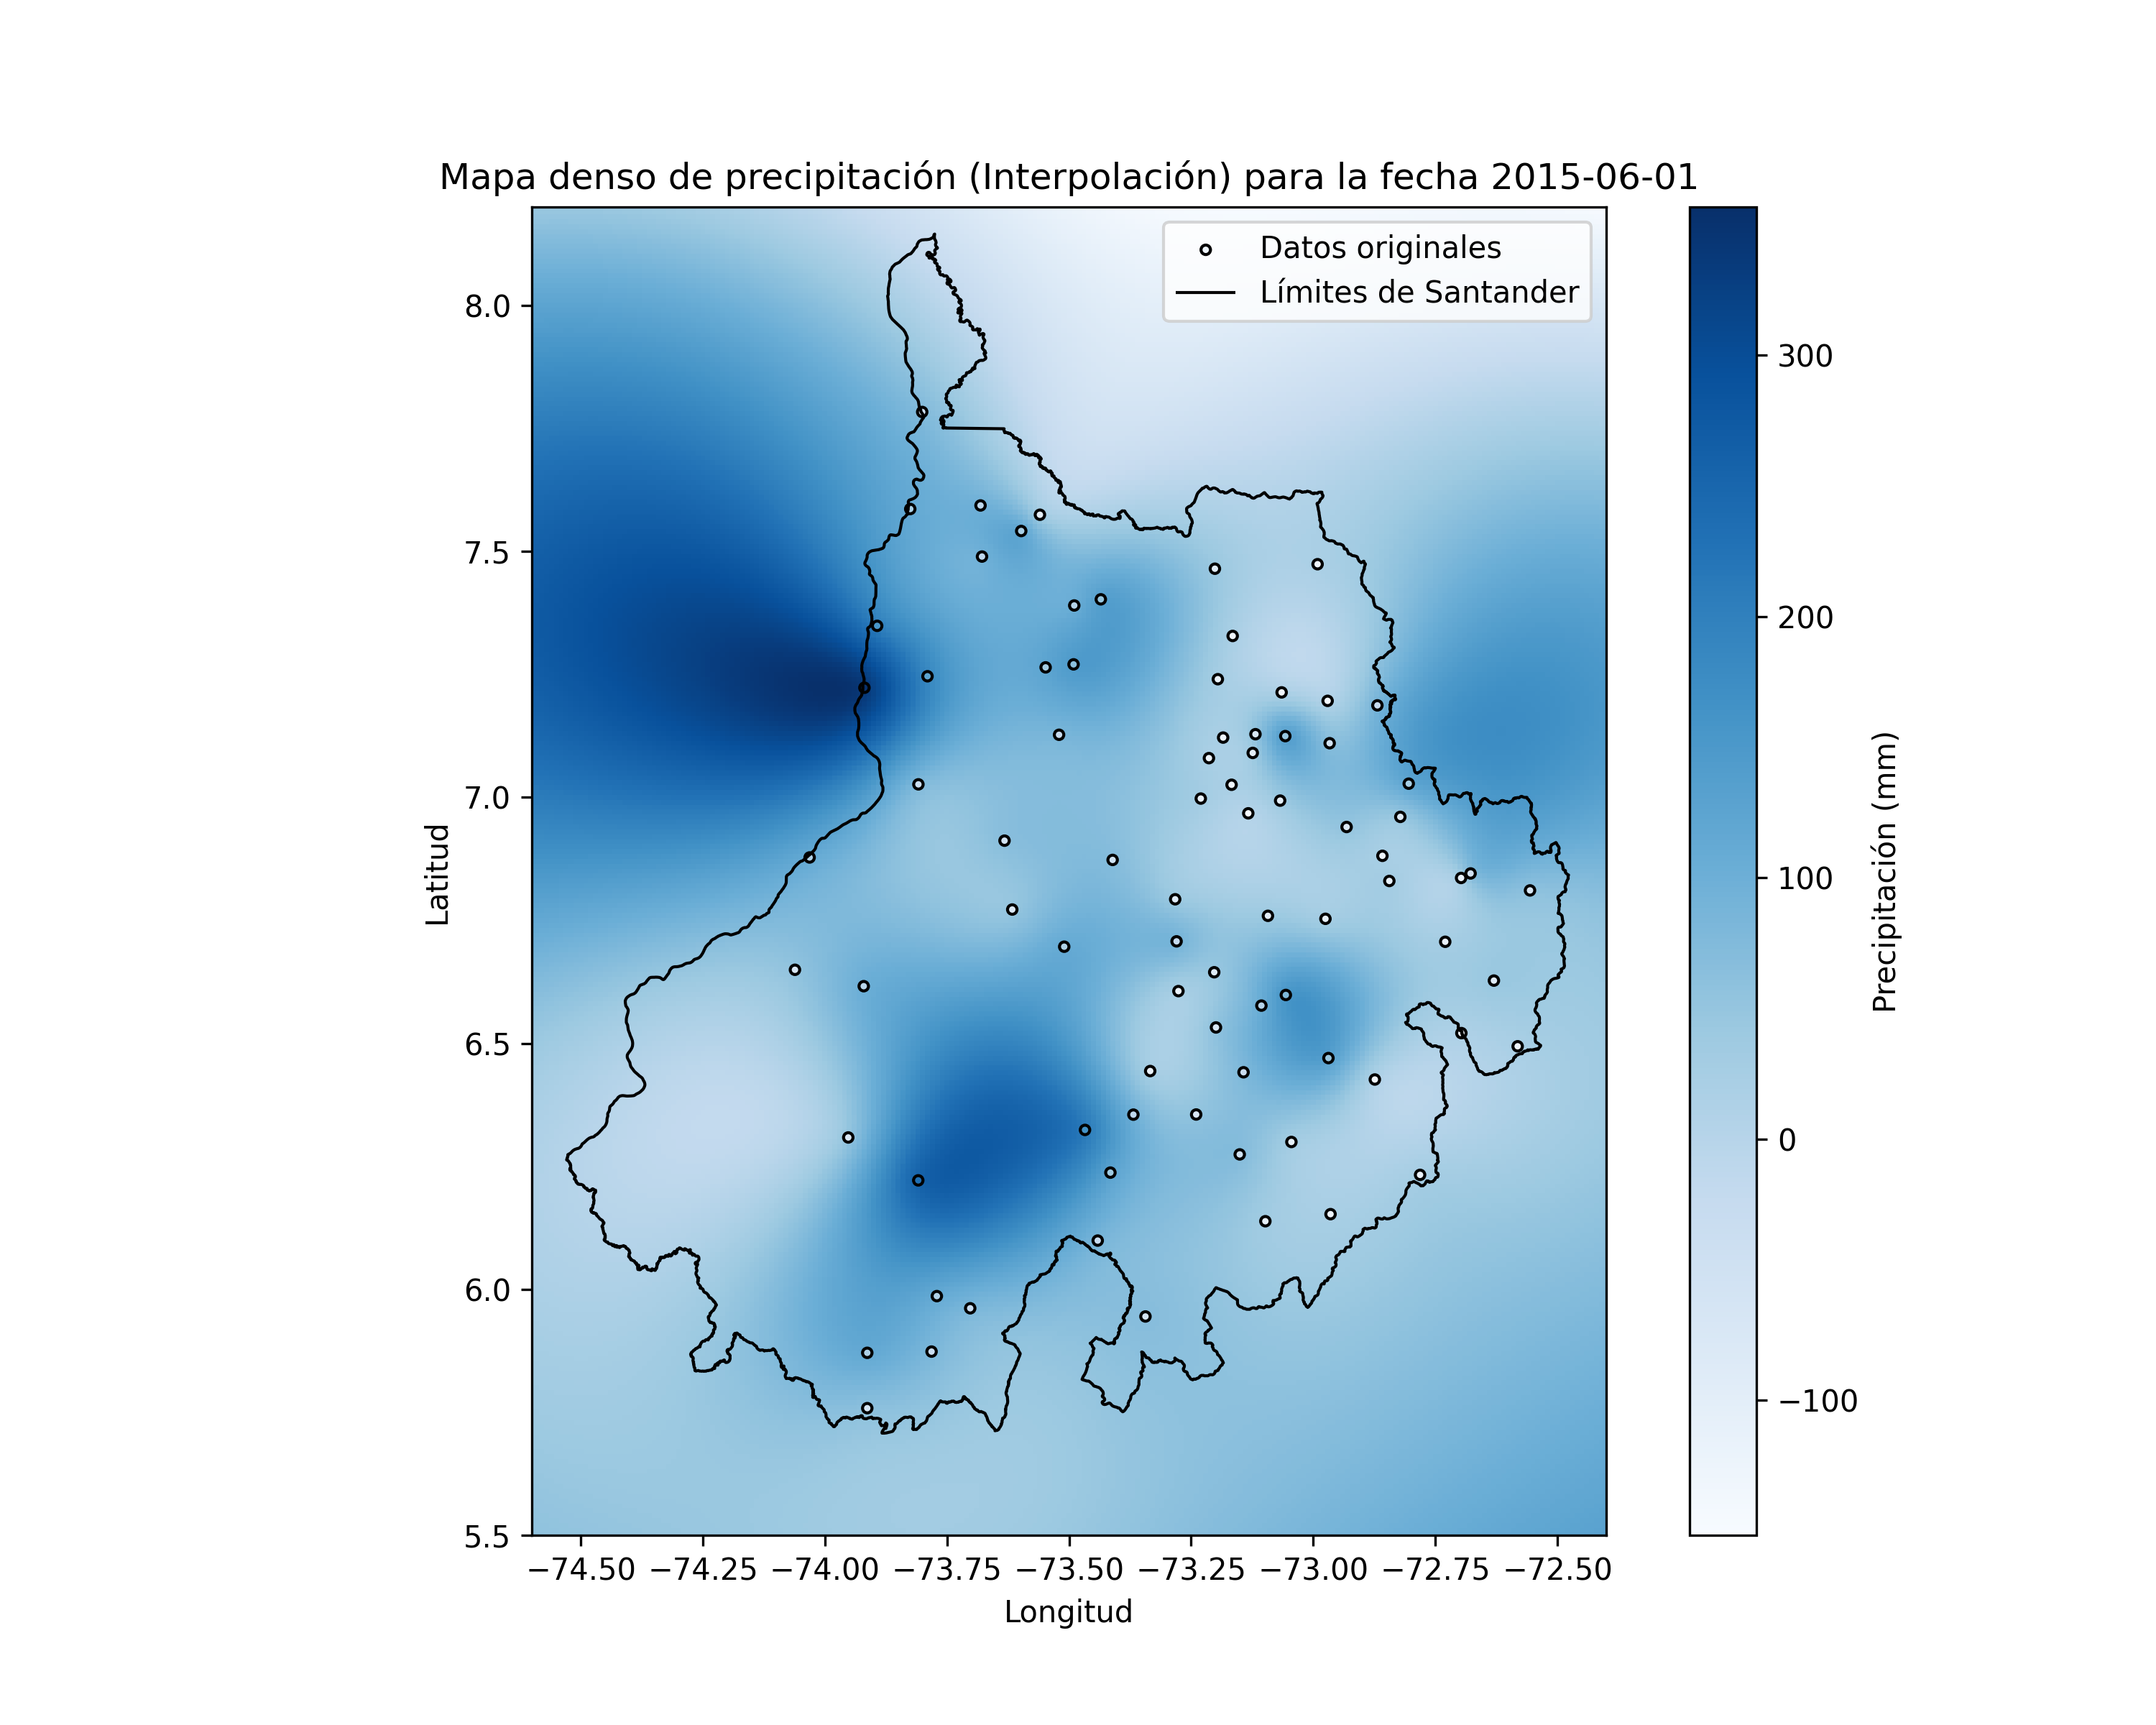 Mapa denso de precipitación (Interpolación) para la fecha 2015-06-01
Datos originales
Límites de Santander
8.0
7.5
7.0
6.5
6.0
5.5
Latitud
−74.50 −74.25 −74.00 −73.75 −73.50 −73.25 −73.00 −72.75 −72.50
Longitud
300
200
100
0
−100
Precipitación (mm)